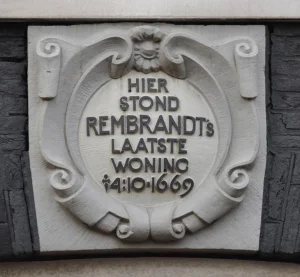 HIER
STOND
REMBRANDT's
LAATSTE
WONING
†4:10-1669